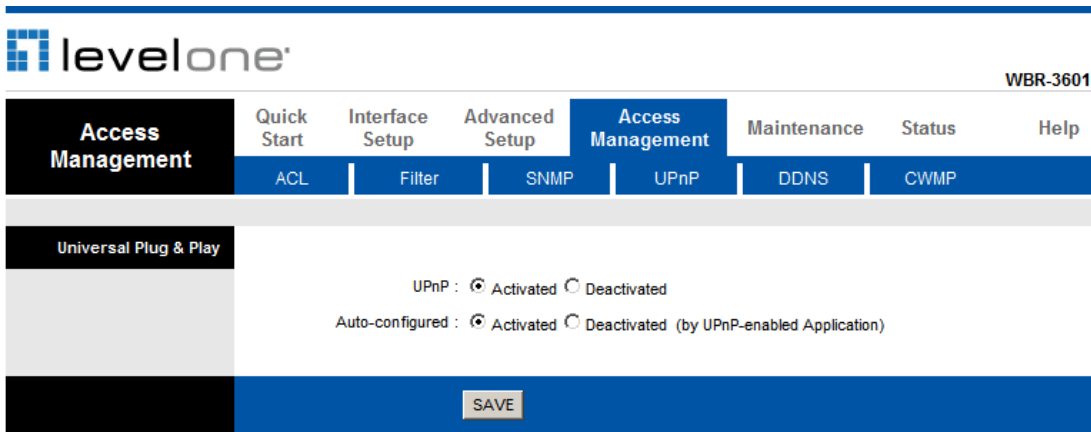 levelone
WBR-3601
Access Management
Quick Start
Interface Setup
Advanced Setup
Access Management
Maintenance
Status
Help
ACL
Filter
SNMP
UPnP
DDNS
CWMP
Universal Plug & Play
UPnP : Activated Deactivated
Auto-configured : Activated Deactivated (by UPnP-enabled Application)
SAVE